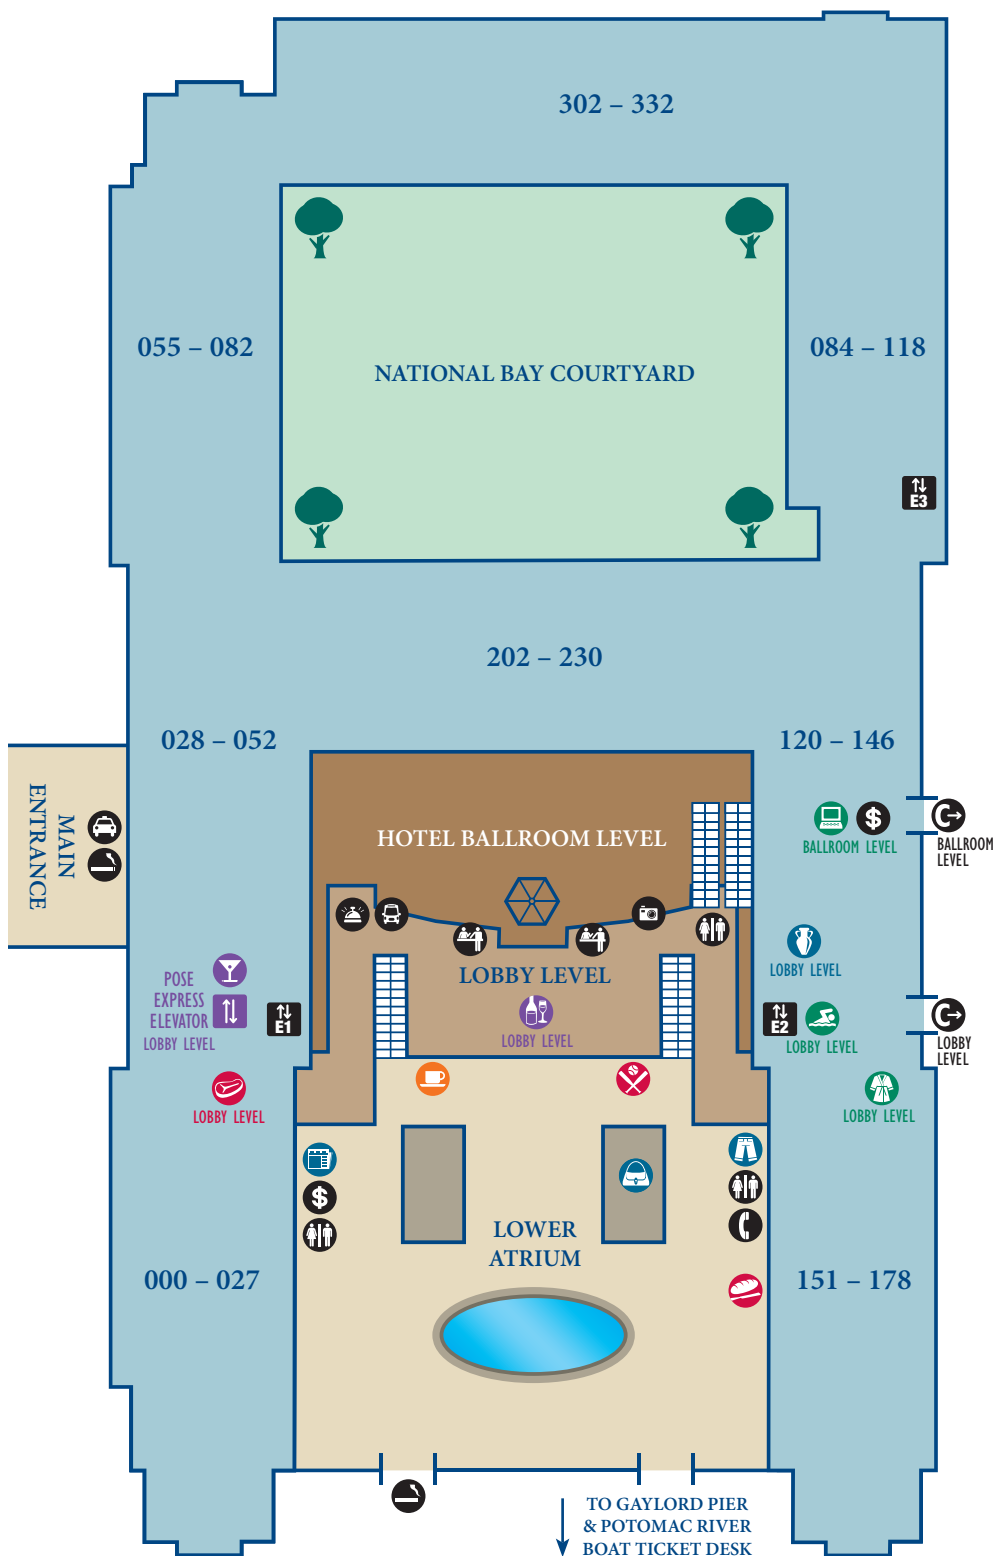 302 – 332
055 – 082
084 – 118
NATIONAL BAY COURTYARD
E3
202 – 230
028 – 052
120 – 146
MAIN
ENTRANCE
HOTEL BALLROOM LEVEL
$
BALLROOM LEVEL
C
BALLROOM
LEVEL
LOBBY LEVEL
LOBBY LEVEL
POSE
EXPRESS
ELEVATOR
LOBBY LEVEL
E1
LOBBY LEVEL
E2
LOBBY LEVEL
C
LOBBY
LEVEL
LOBBY LEVEL
LOBBY LEVEL
$
LOWER
ATRIUM
000 – 027
151 – 178
TO GAYLORD PIER
& POTOMAC RIVER
BOAT TICKET DESK